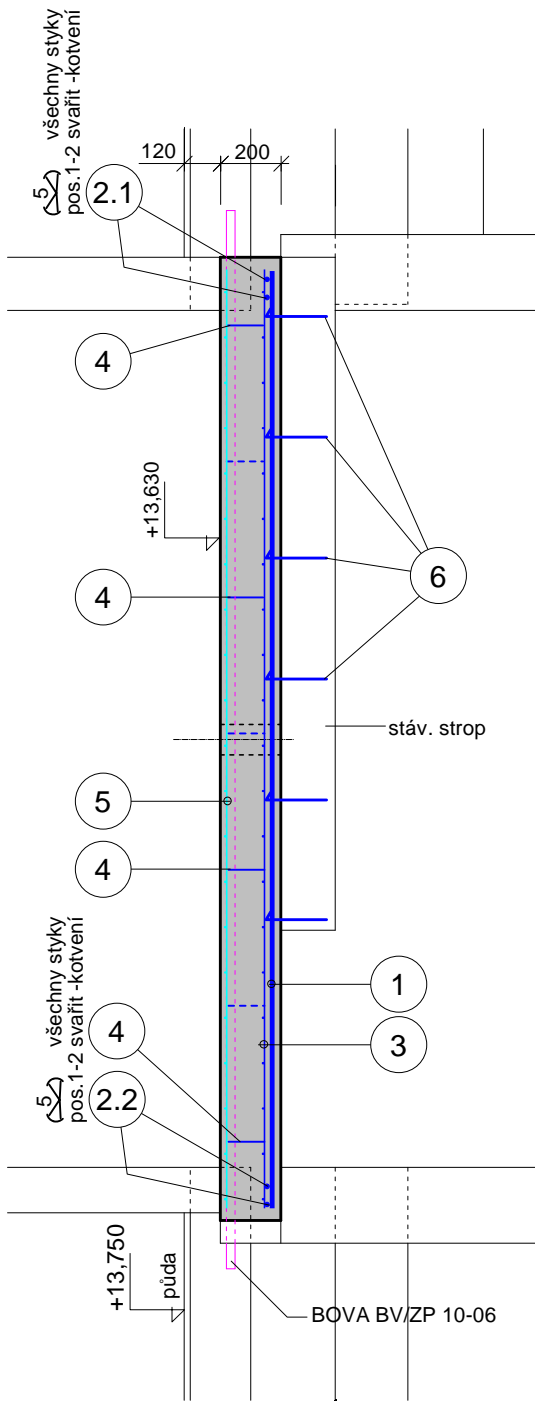 všechny styky
pos.1-2 svařit -kotvení
5
2.1
120
200
4
+13,630
4
6
stáv. strop
5
4
všechny styky
pos.1-2 svařit -kotvení
5
1
4
3
2.2
+13,750
půda
BOVA BV/ZP 10-06